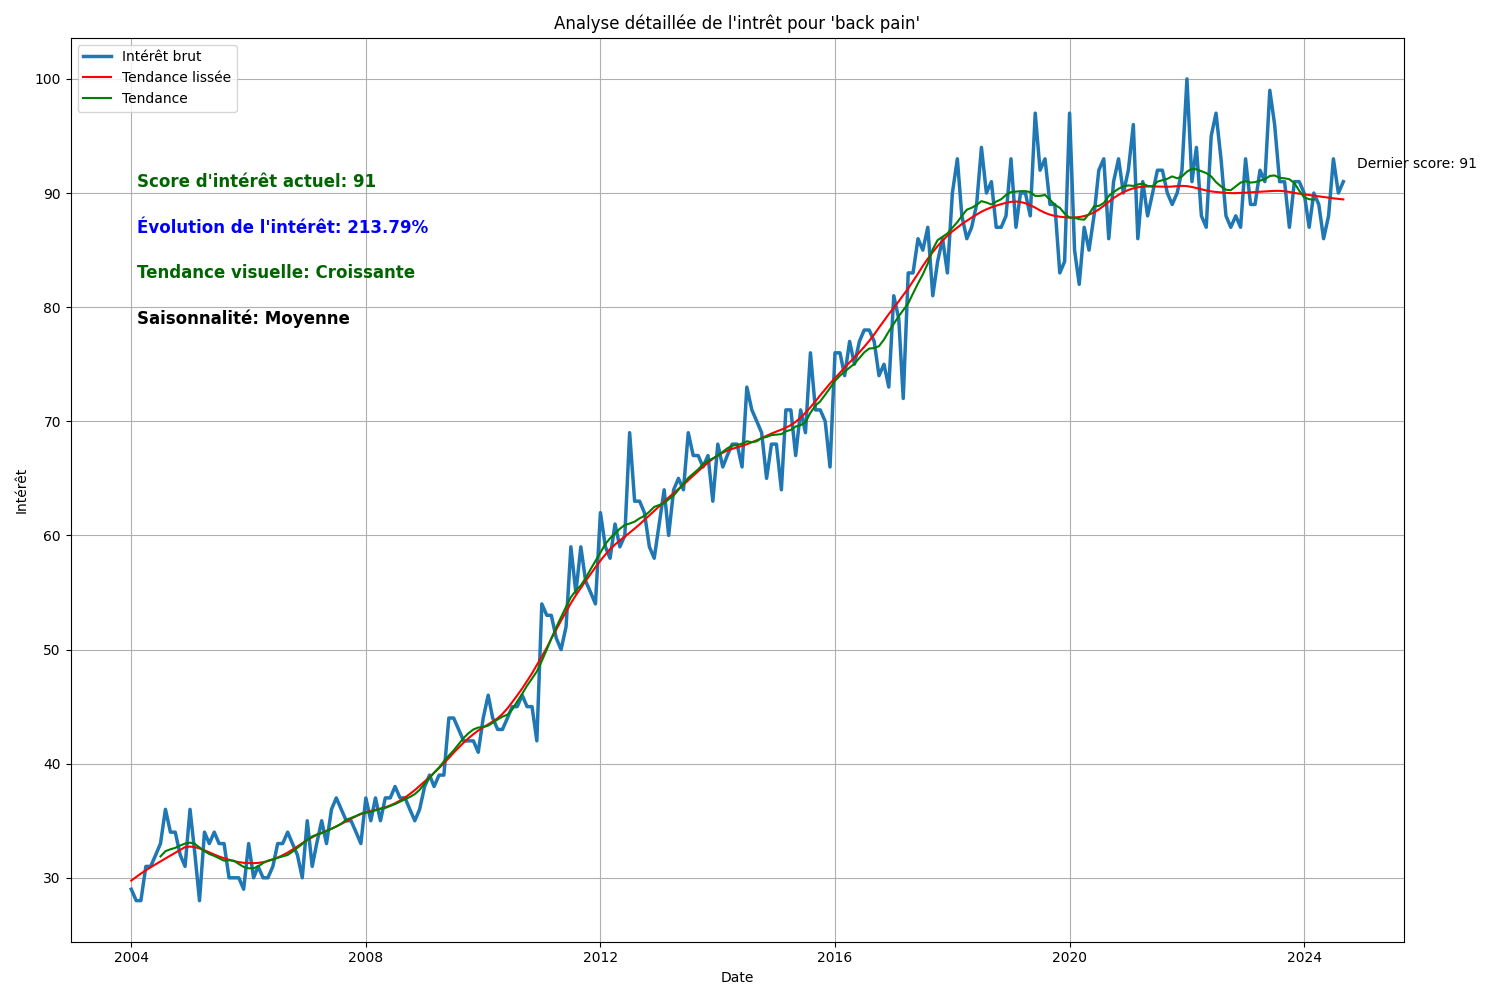 Analyse détaillée de l'intrêt pour 'back pain'
Intérêt brut
Tendance lissée
Tendance
Score d'intérêt actuel: 91
Évolution de l'intérêt: 213.79%
Tendance visuelle: Croissante
Saisonnalité: Moyenne
Dernier score: 91
Intérêt
100
90
80
70
60
50
40
30
2004
2008
2012
2016
2020
2024
Date